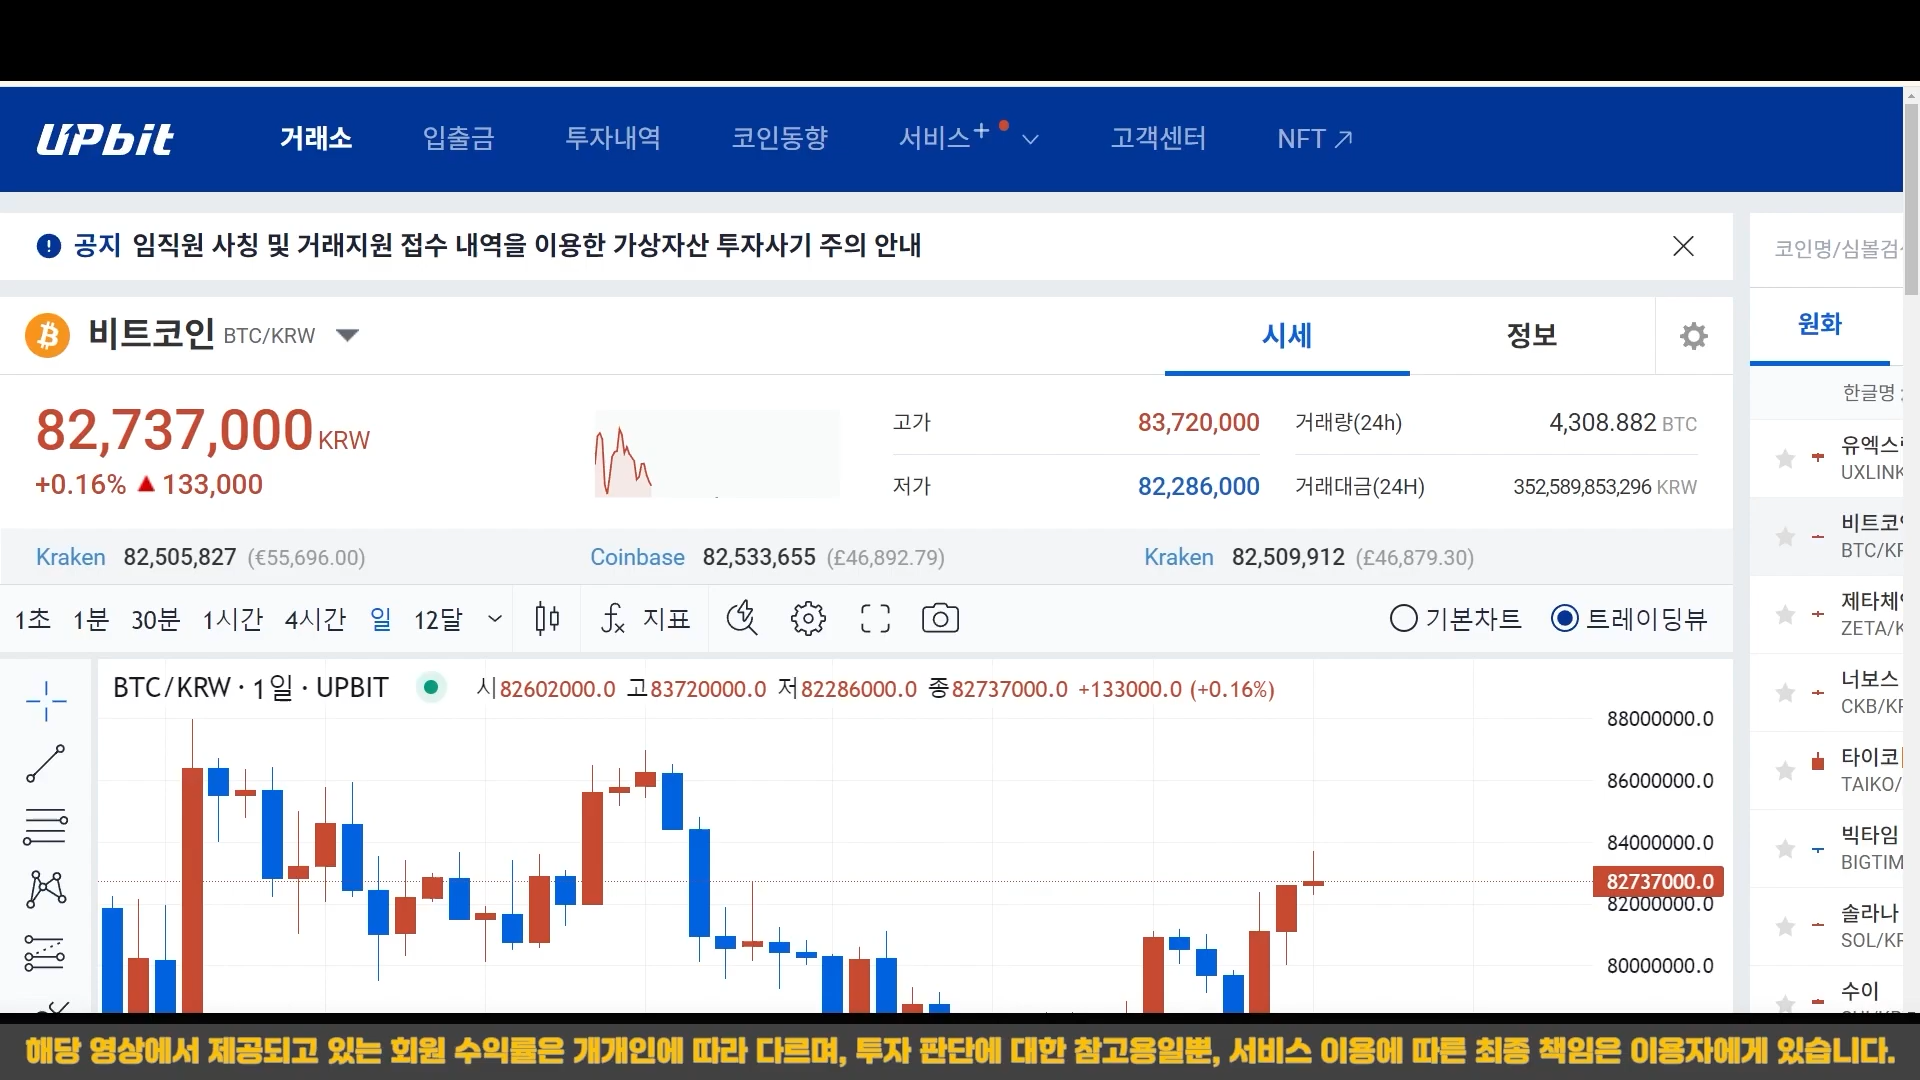 UPbit 거래소 입출금 투자내역 코인동향 서비스+ 고객센터 NFT
공지 임직원 사칭 및 거래지원 접수 내역을 이용한 가상자산 투자사기 주의 안내
비트코인 BTC/KRW 시세 정보
82,737,000 KRW
+0.16% ▲ 133,000
고가 83,720,000 거래량(24h) 4,308.882 BTC
저가 82,286,000 거래대금(24H) 352,589,853,296 KRW
Kraken 82,505,827 (€55,696.00) Coinbase 82,533,655 (£46,892.79) Kraken 82,509,912 (£46,879.30)
1초 1분 30분 1시간 4시간 일 12달 fx 지표 기본차트 트레이딩뷰
BTC/KRW · 1일 · UPBIT 시82602000.0 고83720000.0 저82286000.0 종82737000.0 +133000.0 (+0.16%)
88000000.0
86000000.0
84000000.0
82737000.0
82000000.0
80000000.0
코인명/심볼검
원화
한글명
유엑스
UXLINK
비트코
BTC/KR
제타체
ZETA/K
너보스
CKB/KR
타이코
TAIKO/
빅타임
BIGTIM
솔라나
SOL/KR
수이
해당 영상에서 제공되고 있는 회원 수익률은 개개인에 따라 다르며, 투자 판단에 대한 참고용일뿐, 서비스 이용에 따른 최종 책임은 이용자에게 있습니다.